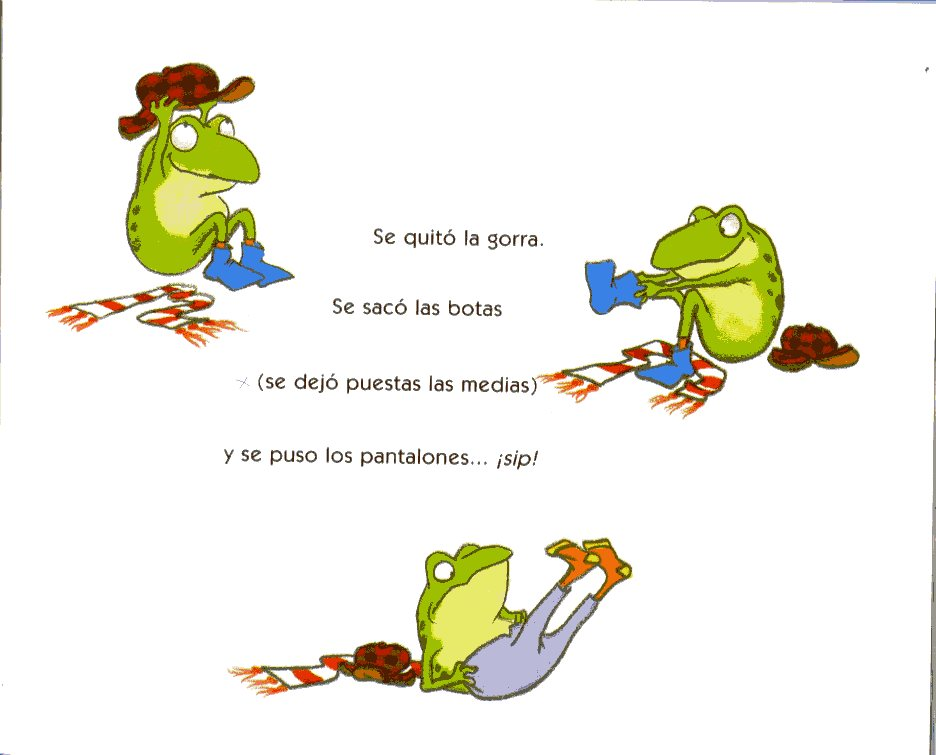 Se quitó la gorra.
Se sacó las botas
(se dejó puestas las medias)
y se puso los pantalones... ¡sip!